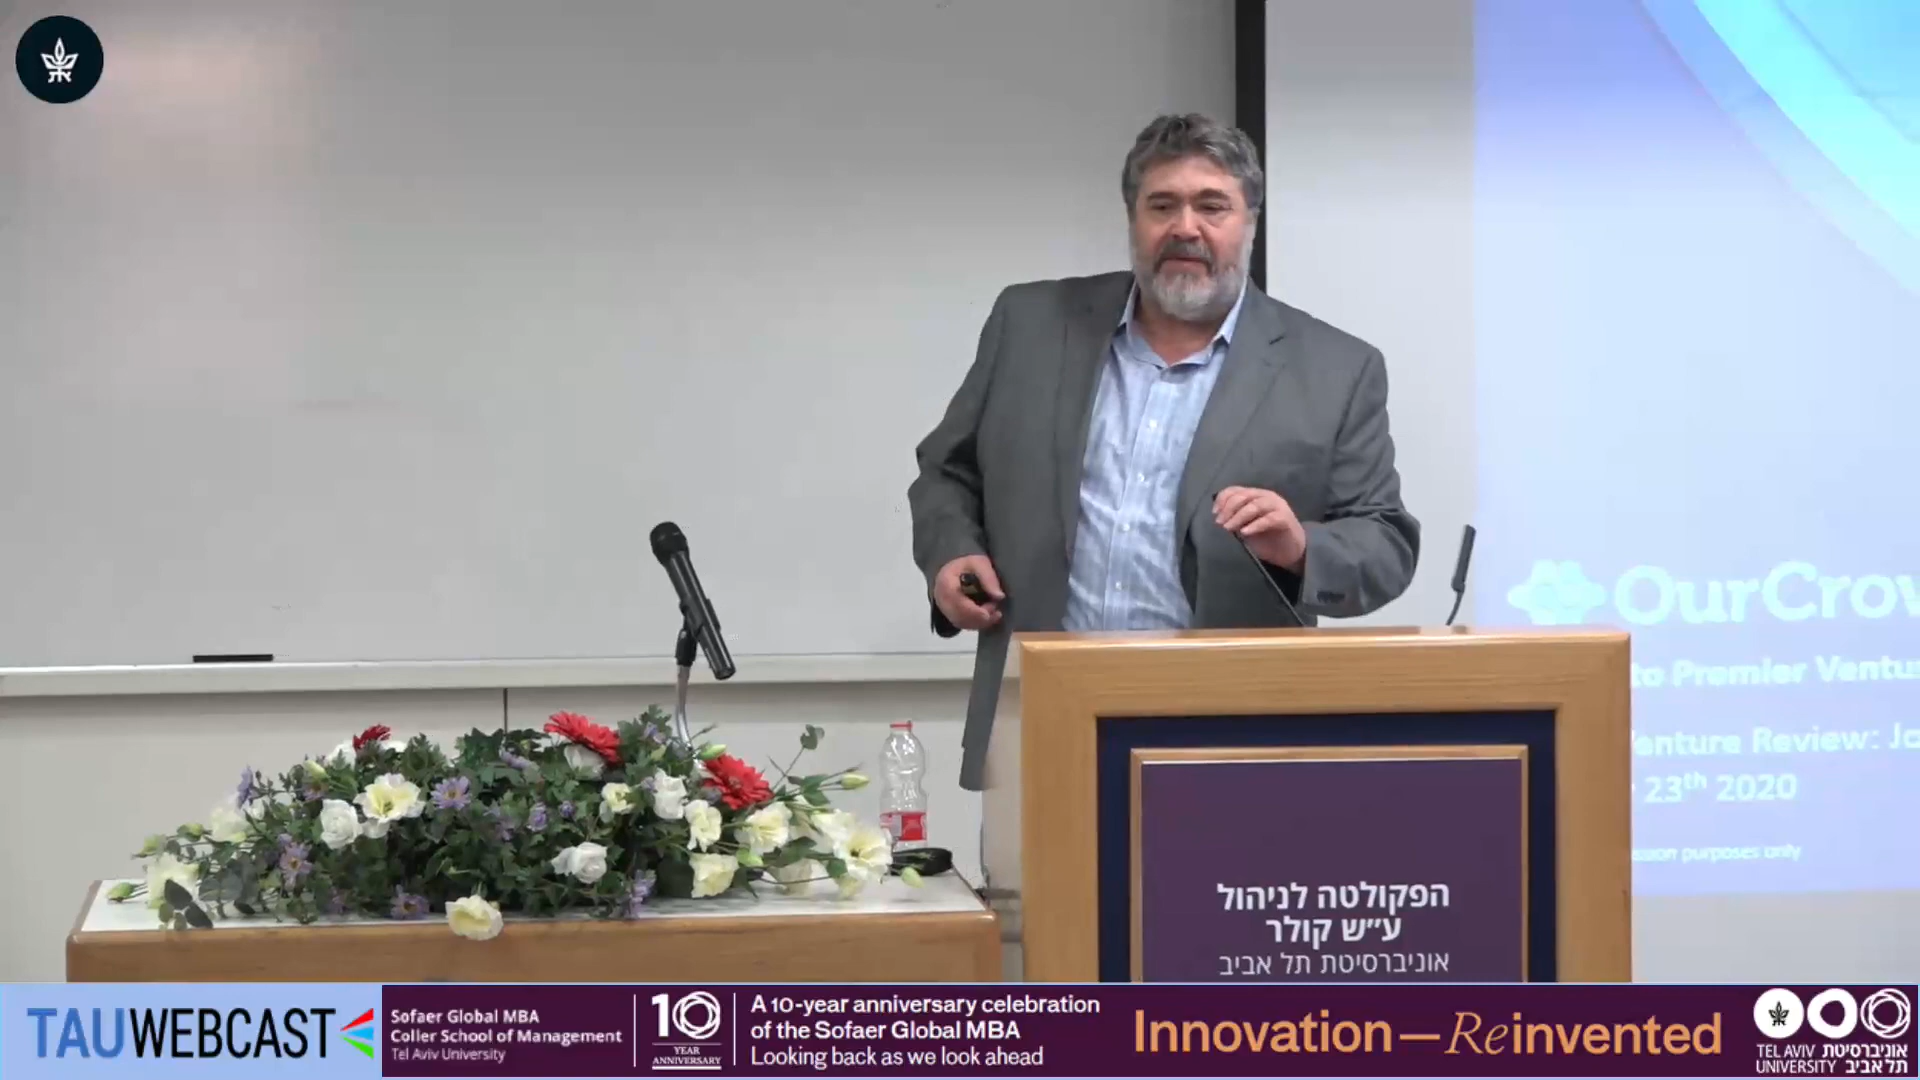 OurCrow
to Premier Ventu
Venture Review: Jo
23th 2020
ssion purposes only
הפקולטה לניהול
ע״ש קולר
אוניברסיטת תל אביב
TAUWEBCAST
Sofaer Global MBA
Coller School of Management
Tel Aviv University
10
YEAR
ANNIVERSARY
A 10-year anniversary celebration
of the Sofaer Global MBA
Looking back as we look ahead
Innovation—Reinvented
TEL AVIV אוניברסיטת
UNIVERSITY תל אביב